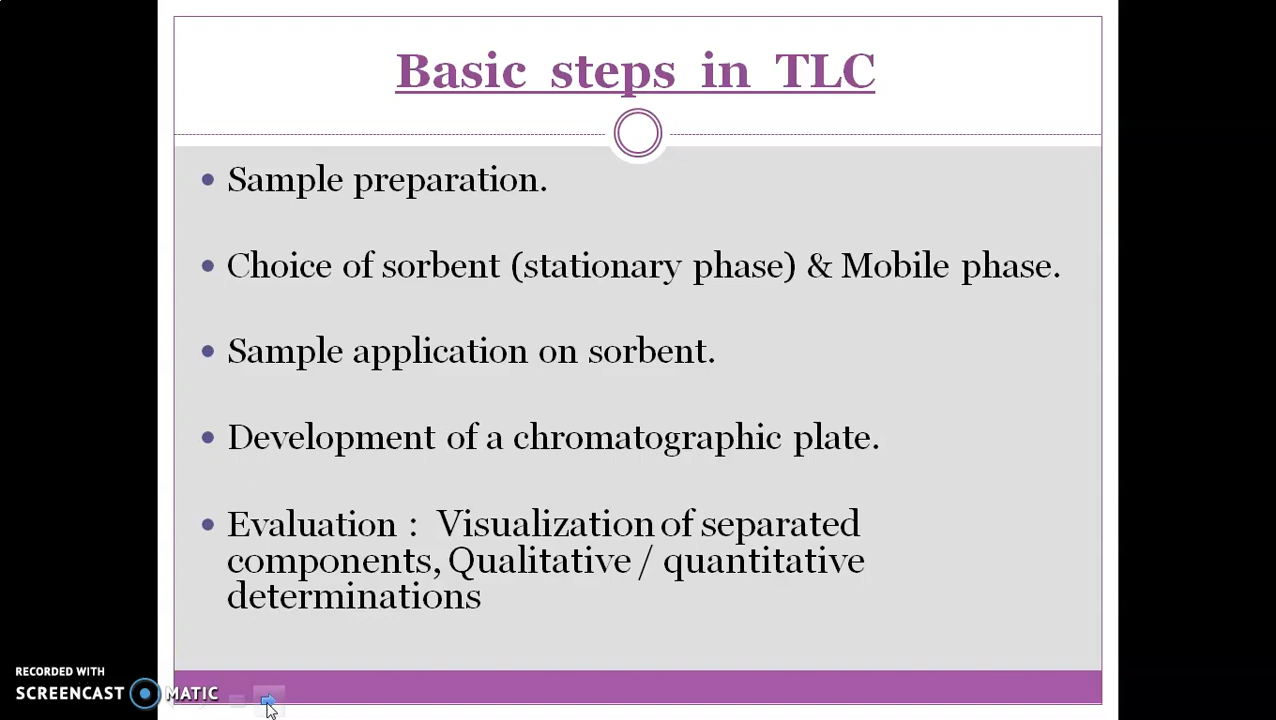 Basic steps in TLC
• Sample preparation.
• Choice of sorbent (stationary phase) & Mobile phase.
• Sample application on sorbent.
• Development of a chromatographic plate.
• Evaluation : Visualization of separated
components, Qualitative / quantitative
determinations
RECORDED WITH
SCREENCAST MATIC